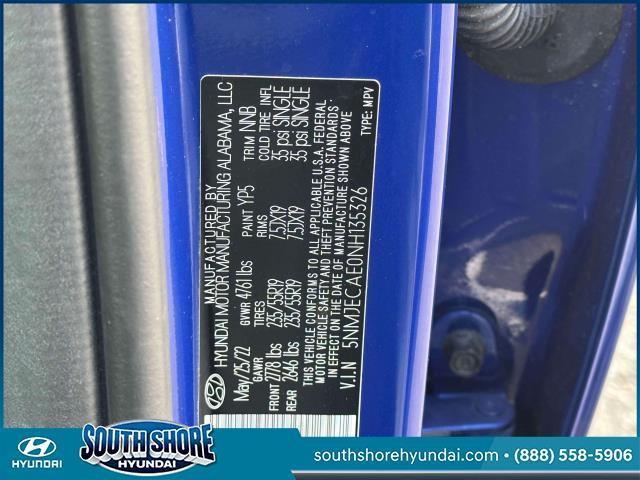 MANUFACTURED BY
HYUNDAI MOTOR MANUFACTURING ALABAMA, LLC
May/25/22 GVWR 4761lbs PAINT YP5 TRIM NNB
GAWR TIRES RIMS COLD TIRE INFL
FRONT 2778 lbs 235/55R19 7.5JX19 35 psi SINGLE
REAR 2646 lbs 235/55R19 7.5JX19 35 psi SINGLE
THIS VEHICLE CONFORMS TO ALL APPLICABLE U.S.A. FEDERAL
MOTOR VEHICLE SAFETY AND THEFT PREVENTION STANDARDS
IN EFFECT ON THE DATE OF MANUFACTURE SHOWN ABOVE
V.I.N 5NMJECAE0NH135326 TYPE: MPV
HYUNDAI
SOUTH SHORE
HYUNDAI
southshorehyundai.com • (888) 558-5906